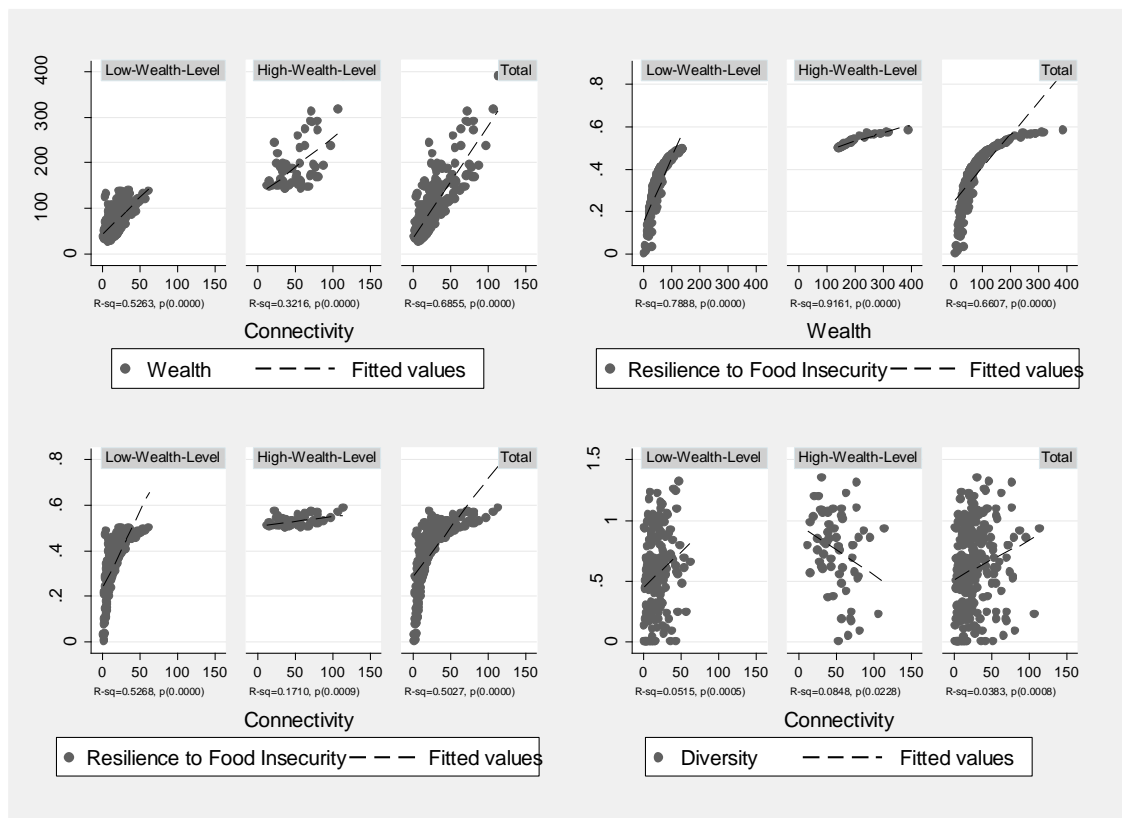 Low-Wealth-Level High-Wealth-Level Total
400
300
200
100
0
0 50 100 150 0 50 100 150 0 50 100 150
R-sq=0.5263, p(0.0000) R-sq=0.3216, p(0.0000) R-sq=0.6855, p(0.0000)
Connectivity
Wealth Fitted values
Low-Wealth-Level High-Wealth-Level Total
.8
.6
.4
.2
0
0 100 200 300 400 0 100 200 300 400 0 100 200 300 400
R-sq=0.7888, p(0.0000) R-sq=0.9161, p(0.0000) R-sq=0.6607, p(0.0000)
Wealth
Resilience to Food Insecurity Fitted values
Low-Wealth-Level High-Wealth-Level Total
.8
.6
.4
.2
0
0 50 100 150 0 50 100 150 0 50 100 150
R-sq=0.5268, p(0.0000) R-sq=0.1710, p(0.0009) R-sq=0.5027, p(0.0000)
Connectivity
Resilience to Food Insecurity Fitted values
Low-Wealth-Level High-Wealth-Level Total
1.5
1
.5
0
0 50 100 150 0 50 100 150 0 50 100 150
R-sq=0.0515, p(0.0005) R-sq=0.0848, p(0.0228) R-sq=0.0383, p(0.0008)
Connectivity
Diversity Fitted values